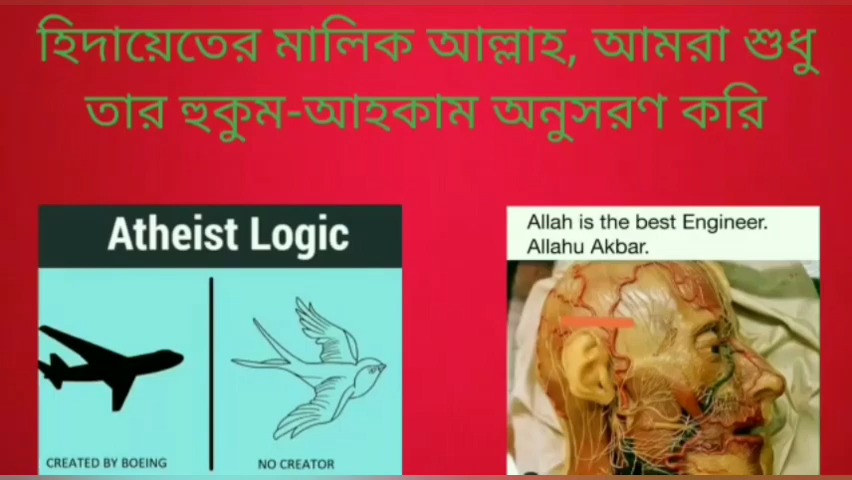 হিদায়েতের মালিক আল্লাহ, আমরা শুধু
তার হুকুম-আহকাম অনুসরণ করি
Atheist Logic
CREATED BY BOEING
NO CREATOR
Allah is the best Engineer.
Allahu Akbar.